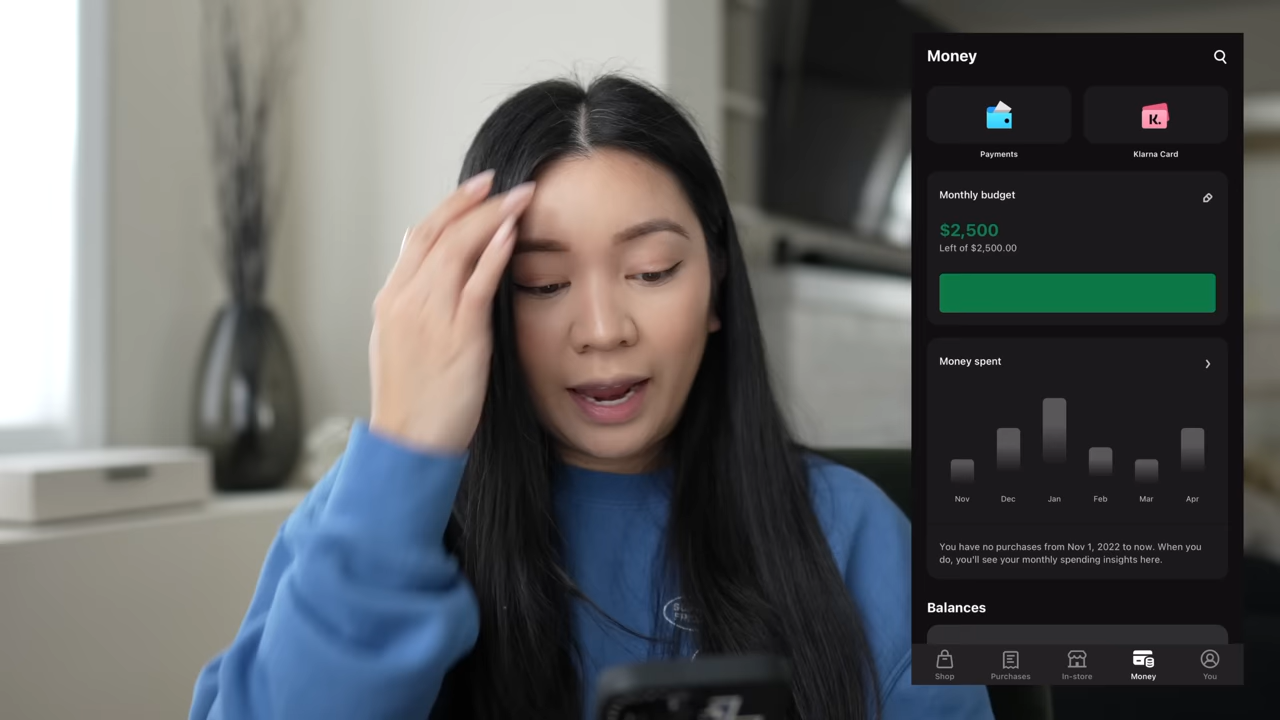 Money
Payments
K.
Klarna Card
Monthly budget
$2,500
Left of $2,500.00
Money spent
Nov
Dec
Jan
Feb
Mar
Apr
You have no purchases from Nov 1, 2022 to now. When you
do, you'll see your monthly spending insights here.
Balances
Shop
Purchases
In-store
Money
You